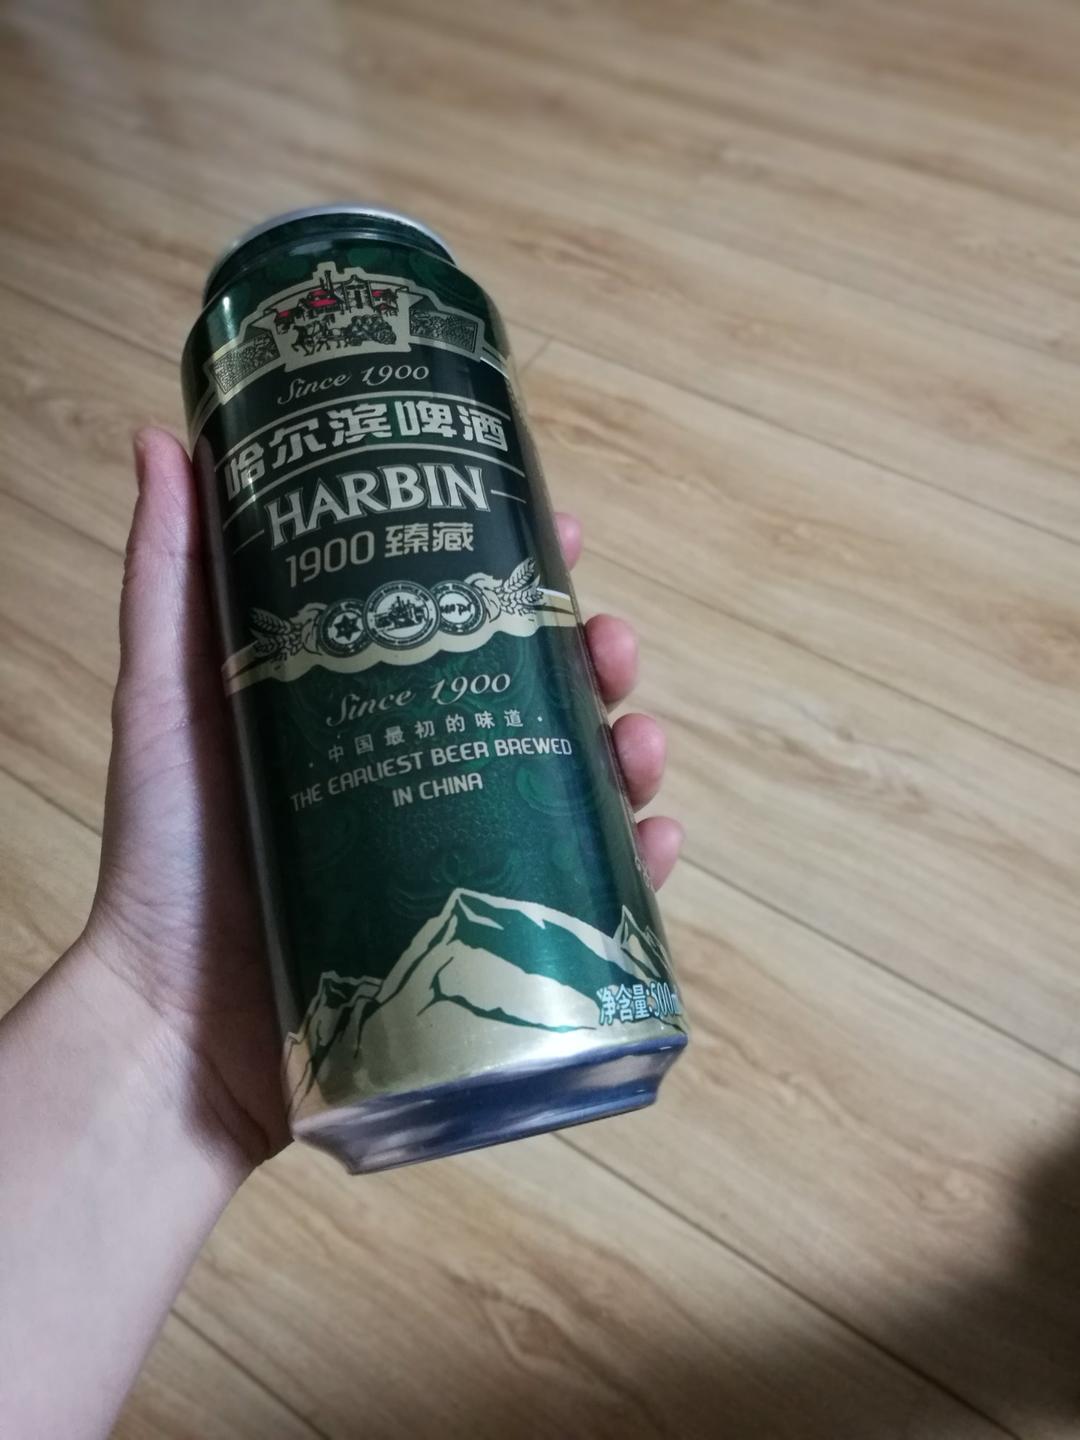 Since 1900
哈尔滨啤酒
HARBIN
1900 臻藏
Since 1900
·中国最初的味道·
THE EARLIEST BEER BREWED
IN CHINA
净含量:500m